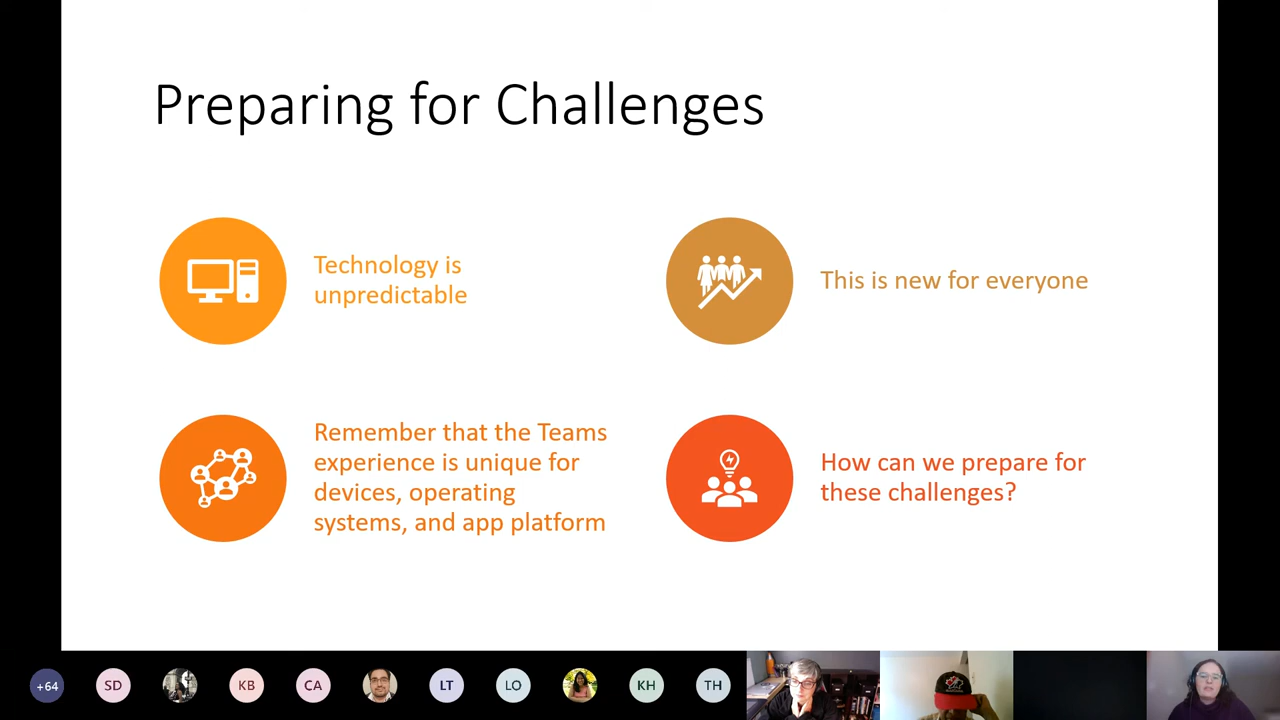 Preparing for Challenges
Technology is
unpredictable
This is new for everyone
Remember that the Teams
experience is unique for
devices, operating
systems, and app platform
How can we prepare for
these challenges?
+64
SD
KB
CA
LT
LO
KH
TH